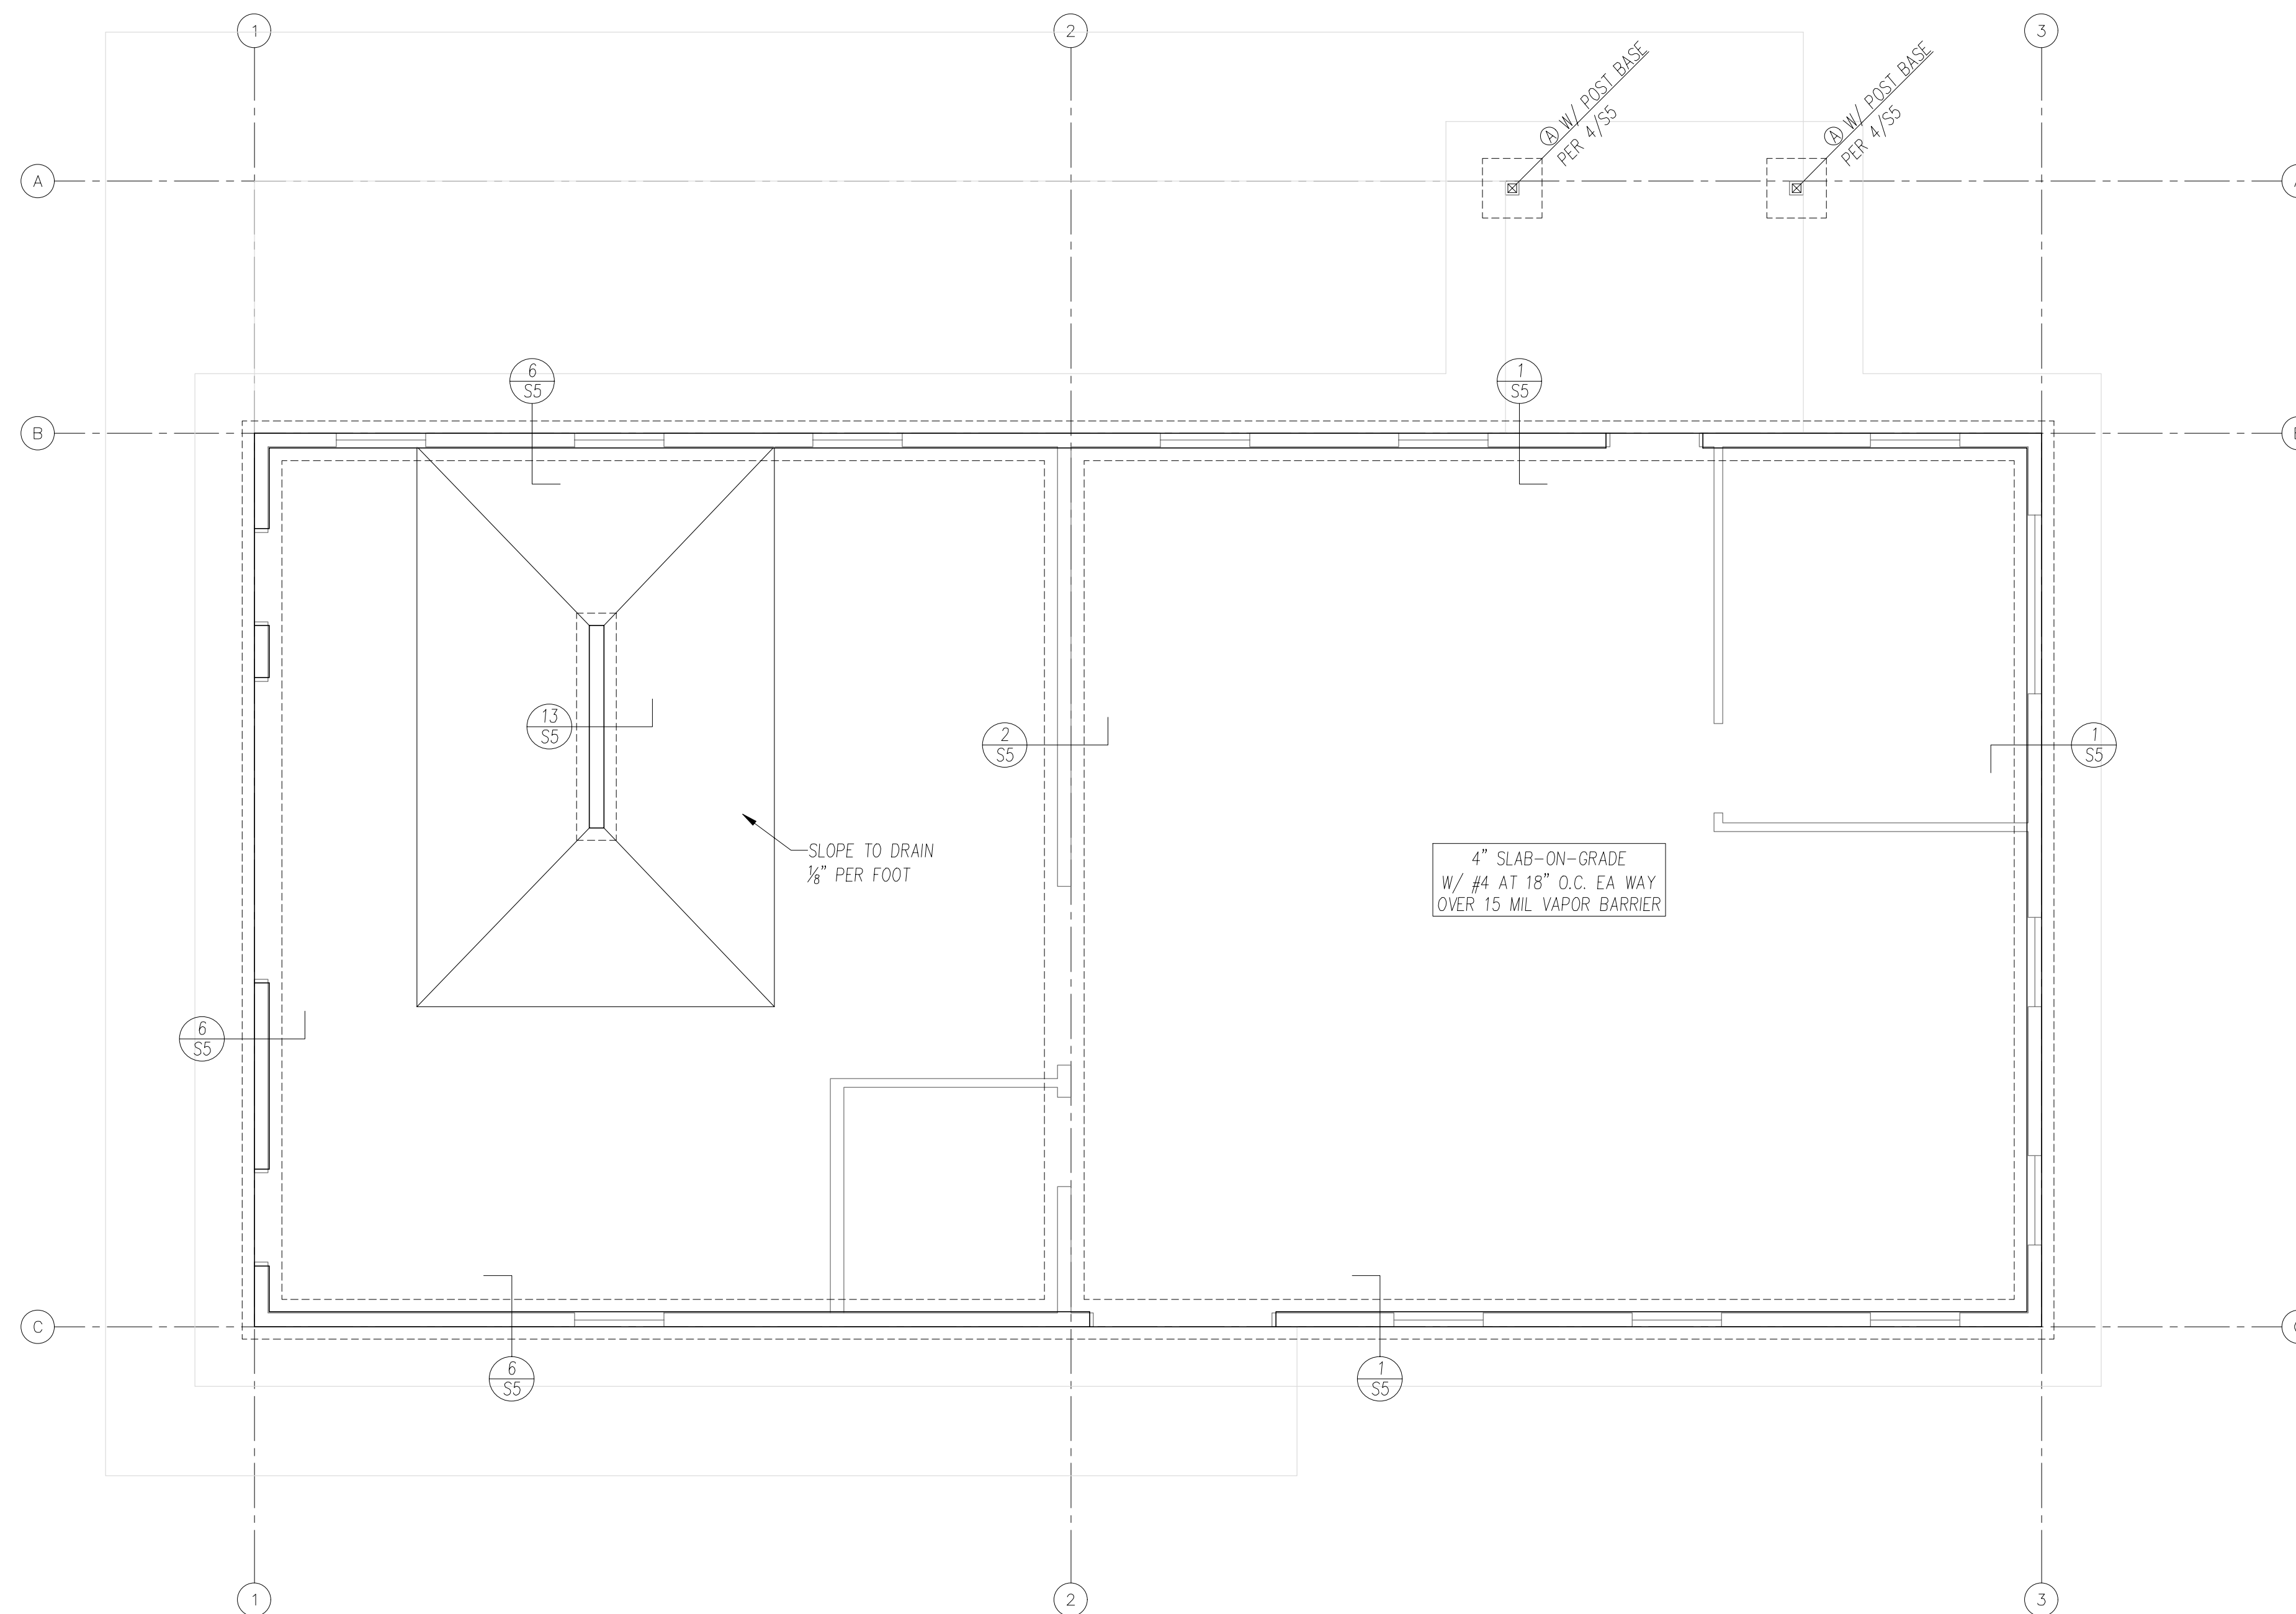 1
2
3
Ⓐ W/ POST BASE
PER 4/S5
Ⓐ W/ POST BASE
PER 4/S5
A
A
6
S5
1
S5
B
B
13
S5
2
S5
1
S5
SLOPE TO DRAIN
⅛" PER FOOT
4" SLAB-ON-GRADE
W/ #4 AT 18" O.C. EA WAY
OVER 15 MIL VAPOR BARRIER
6
S5
C
C
6
S5
1
S5
1
2
3